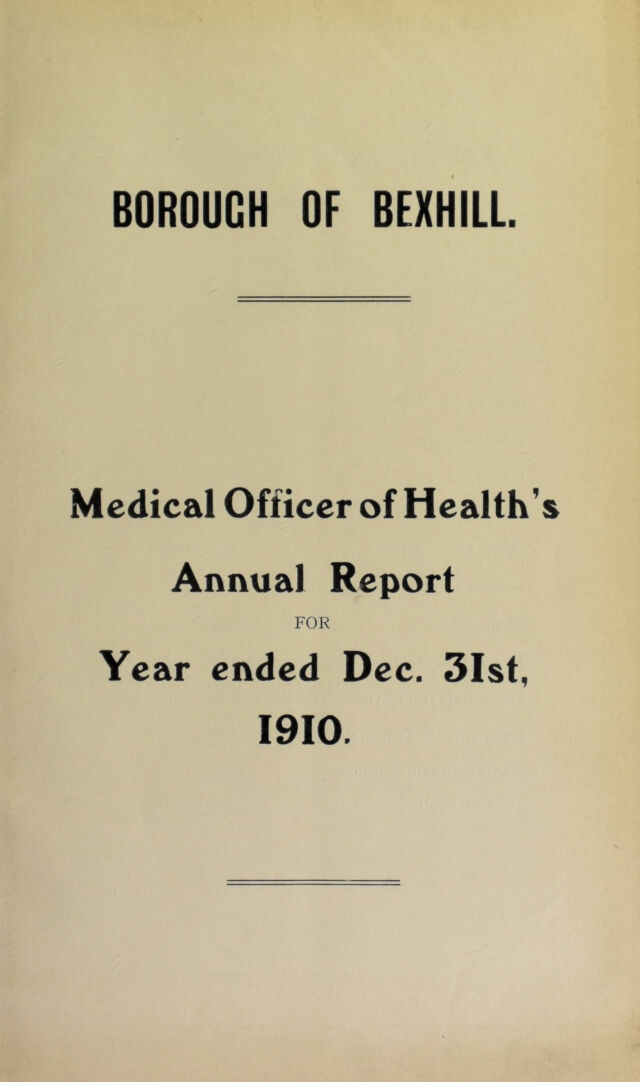 BOROUGH OF BEXHILL.
Medical Officer of Health's
Annual Report
FOR
Year ended Dec. 31st,
1910.